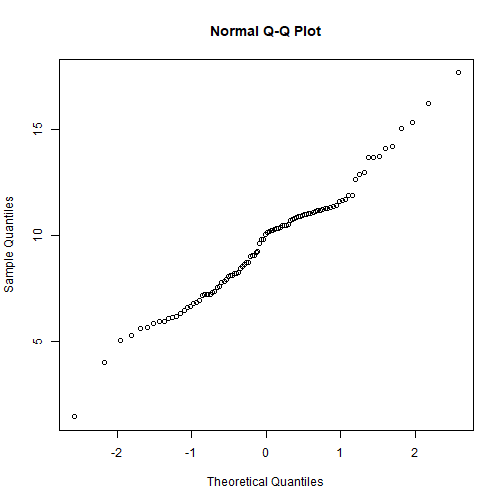 Normal Q-Q Plot
15
10
5
Sample Quantiles
-2 -1 0 1 2
Theoretical Quantiles